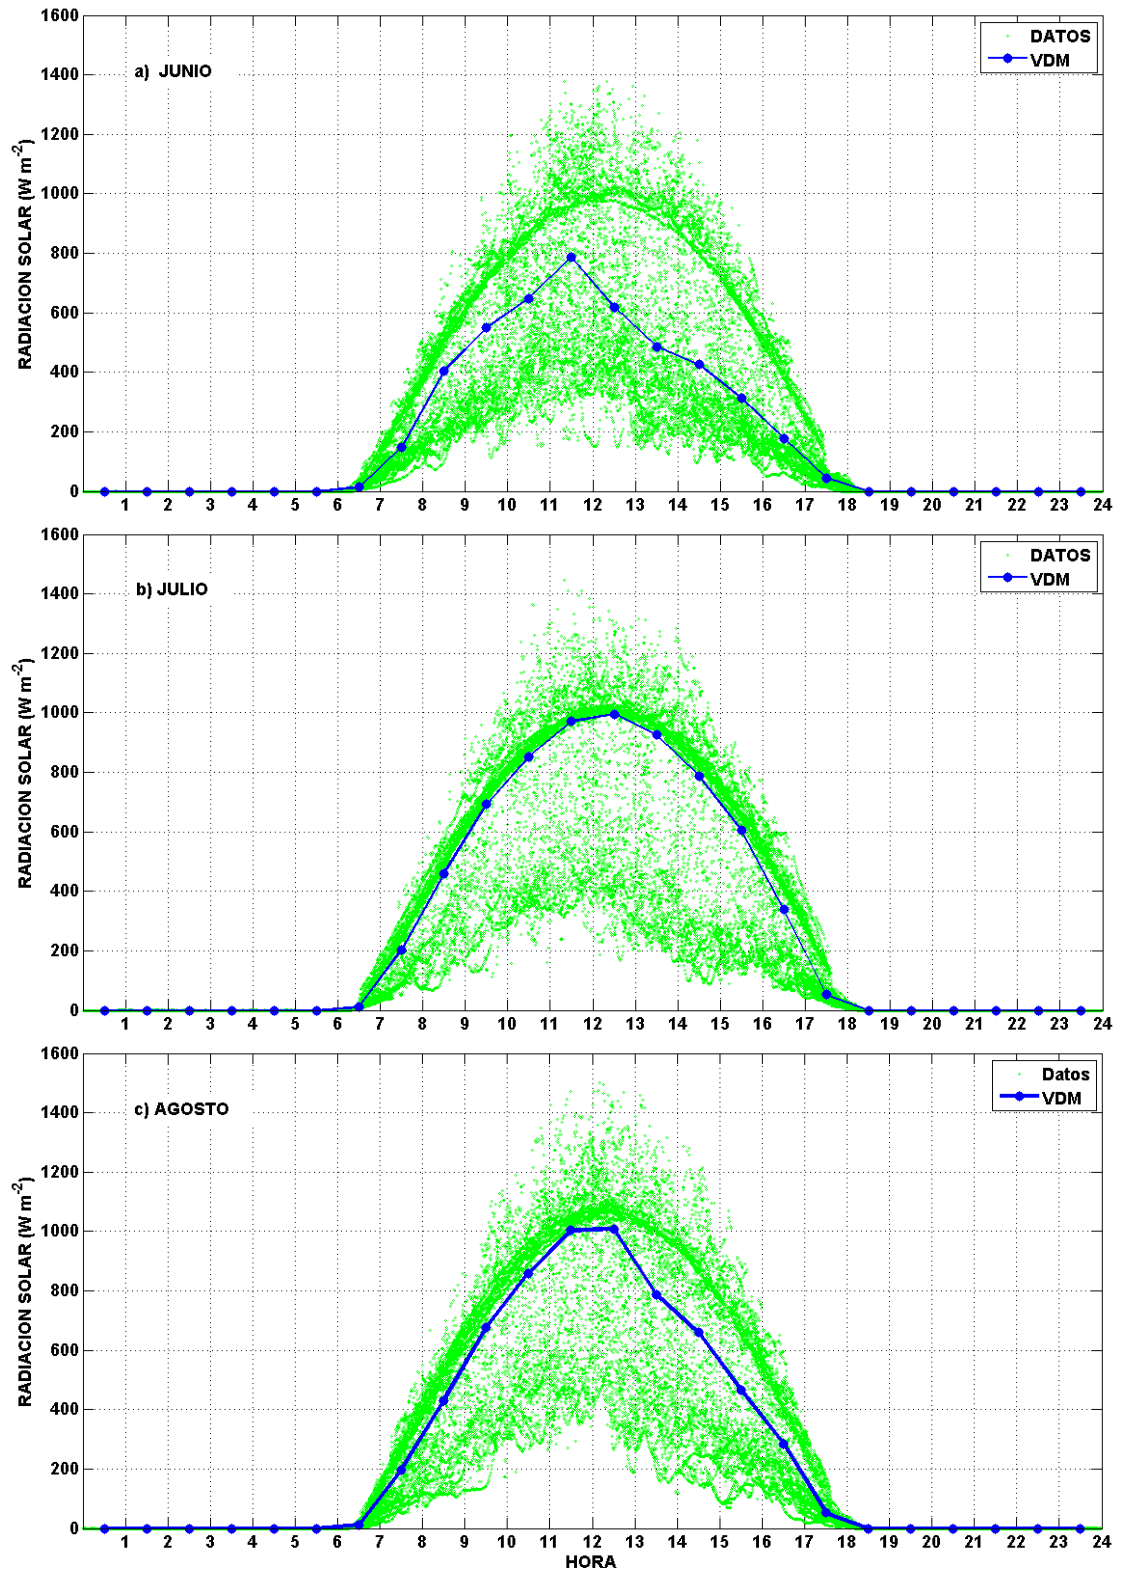 1600
1400
1200
1000
800
600
400
200
0
RADIACION SOLAR (W m-2)
a) JUNIO
DATOS
VDM
1 2 3 4 5 6 7 8 9 10 11 12 13 14 15 16 17 18 19 20 21 22 23 24
1600
1400
1200
1000
800
600
400
200
0
RADIACION SOLAR (W m-2)
b) JULIO
DATOS
VDM
1 2 3 4 5 6 7 8 9 10 11 12 13 14 15 16 17 18 19 20 21 22 23 24
1600
1400
1200
1000
800
600
400
200
0
RADIACION SOLAR (W m-2)
c) AGOSTO
Datos
VDM
1 2 3 4 5 6 7 8 9 10 11 12 13 14 15 16 17 18 19 20 21 22 23 24
HORA